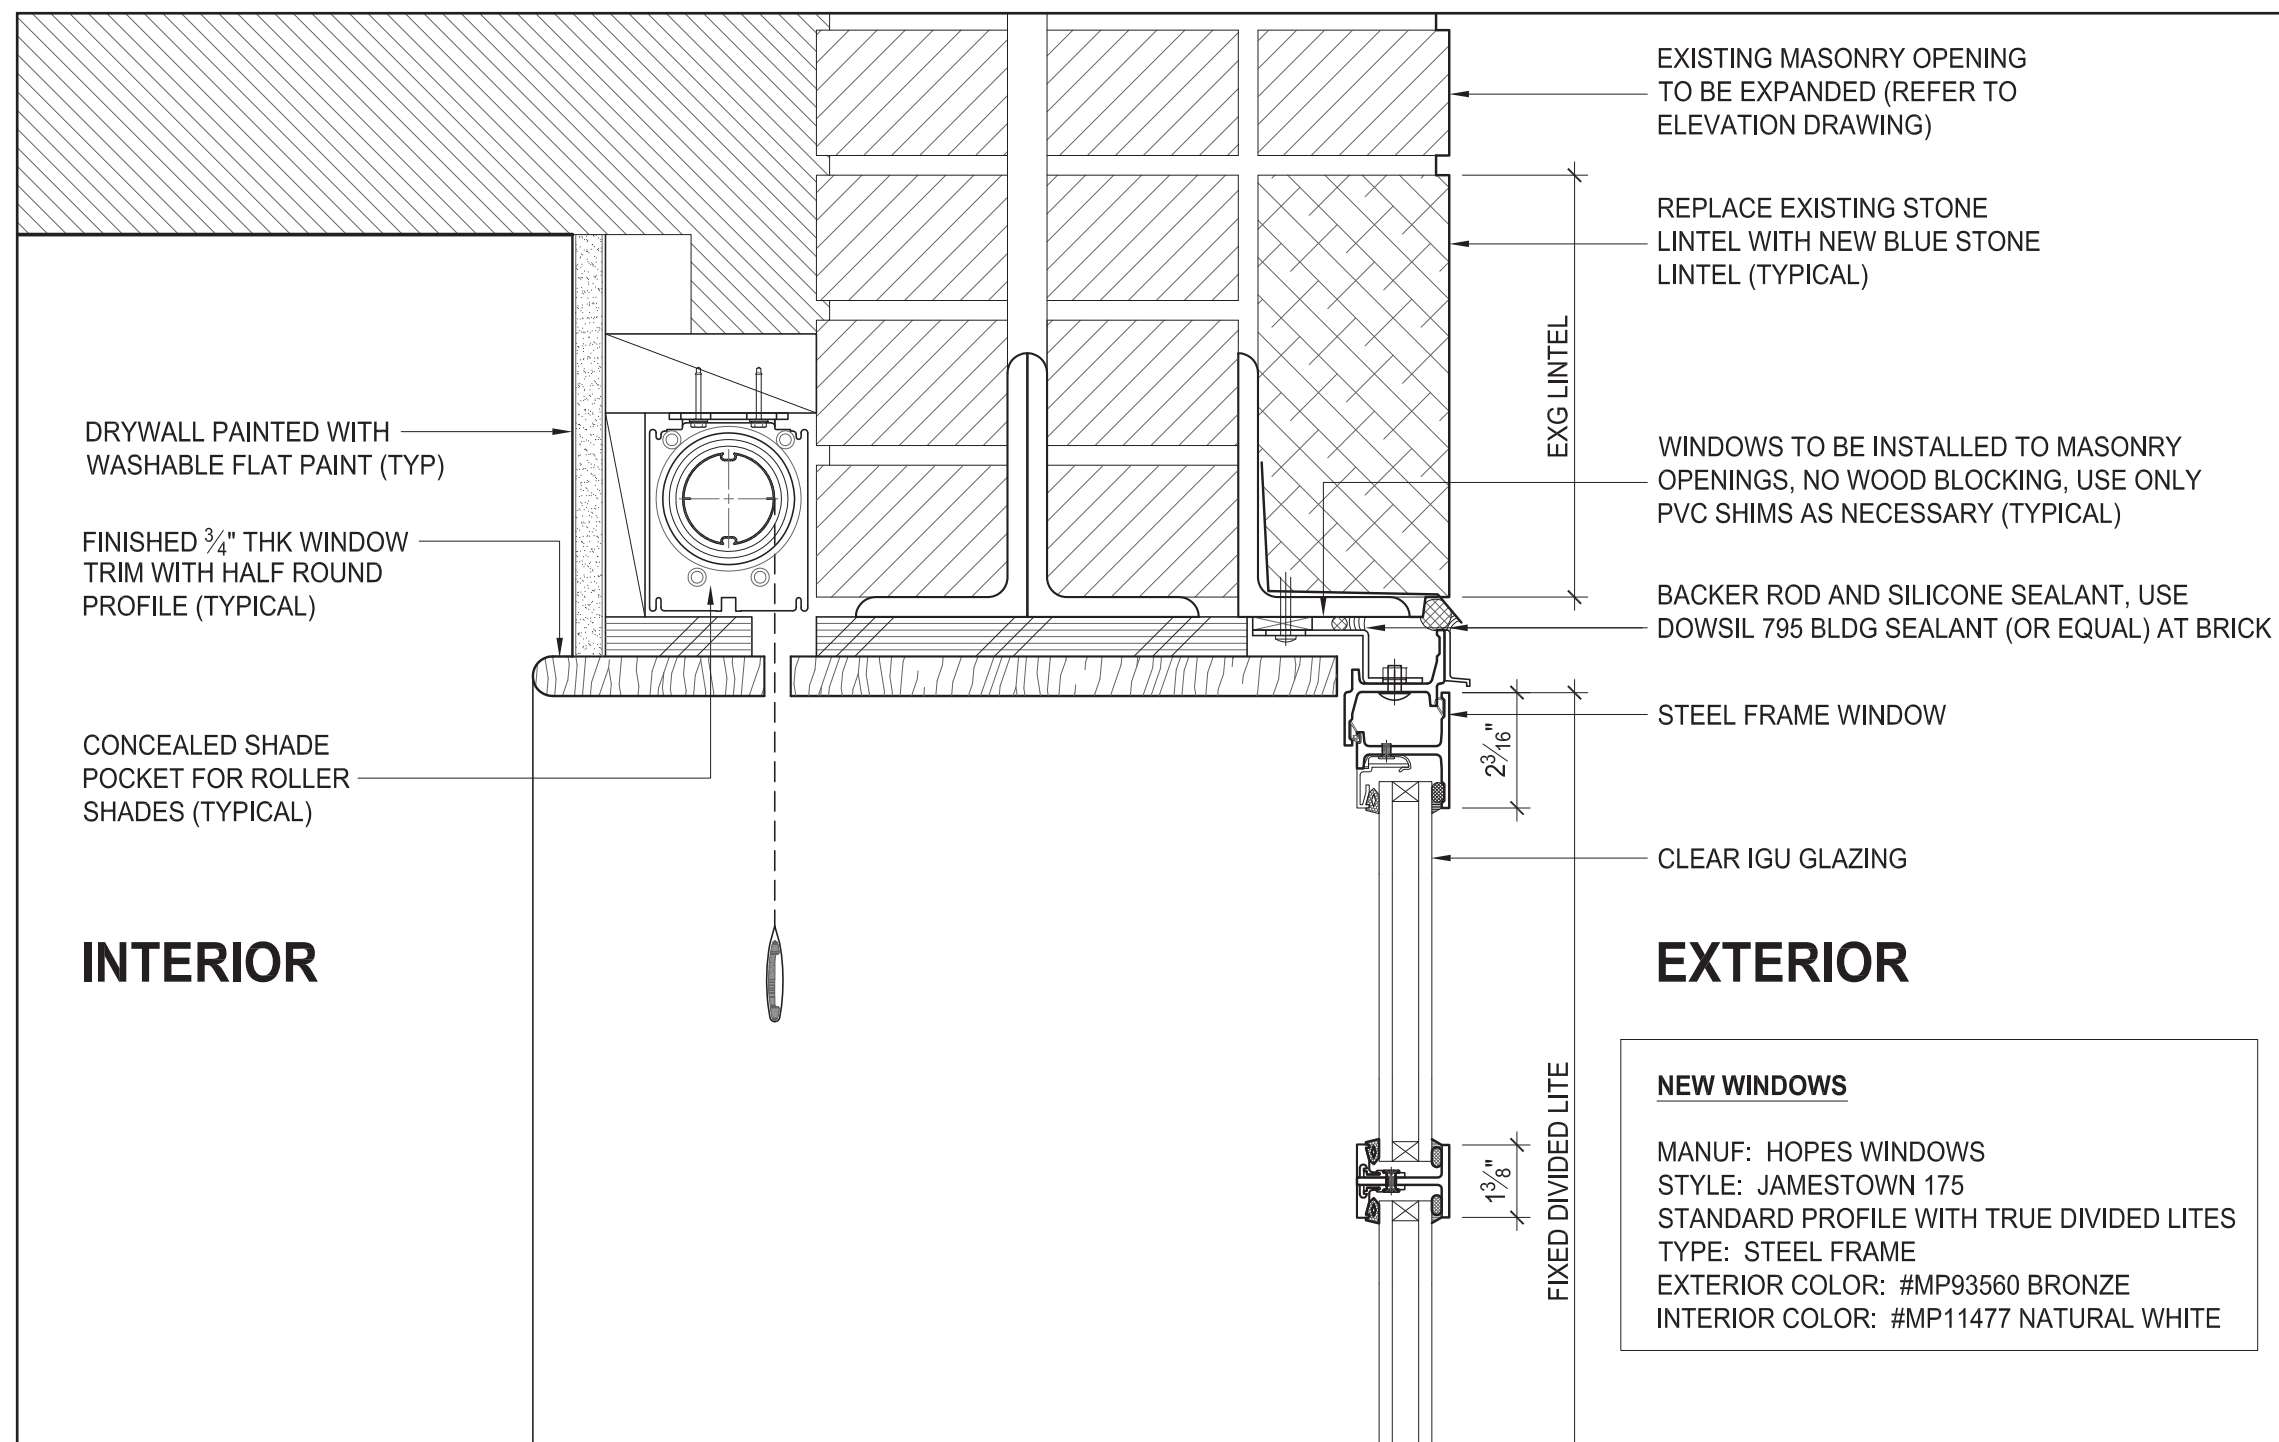 EXISTING MASONRY OPENING
TO BE EXPANDED (REFER TO
ELEVATION DRAWING)
REPLACE EXISTING STONE
LINTEL WITH NEW BLUE STONE
LINTEL (TYPICAL)
EXG LINTEL
WINDOWS TO BE INSTALLED TO MASONRY
OPENINGS, NO WOOD BLOCKING, USE ONLY
PVC SHIMS AS NECESSARY (TYPICAL)
BACKER ROD AND SILICONE SEALANT, USE
DOWSIL 795 BLDG SEALANT (OR EQUAL) AT BRICK
DRYWALL PAINTED WITH
WASHABLE FLAT PAINT (TYP)
FINISHED 3/4" THK WINDOW
TRIM WITH HALF ROUND
PROFILE (TYPICAL)
CONCEALED SHADE
POCKET FOR ROLLER
SHADES (TYPICAL)
STEEL FRAME WINDOW
2 3/16"
CLEAR IGU GLAZING
INTERIOR
EXTERIOR
FIXED DIVIDED LITE
1 3/8"
NEW WINDOWS
MANUF: HOPES WINDOWS
STYLE: JAMESTOWN 175
STANDARD PROFILE WITH TRUE DIVIDED LITES
TYPE: STEEL FRAME
EXTERIOR COLOR: #MP93560 BRONZE
INTERIOR COLOR: #MP11477 NATURAL WHITE